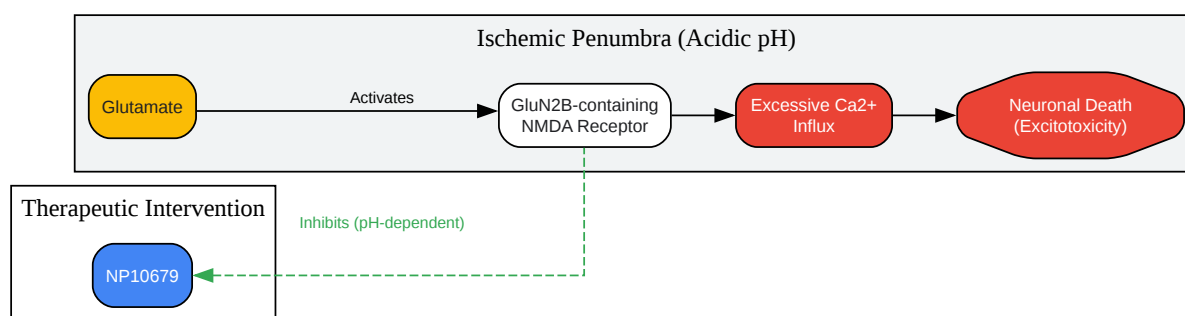 Ischemic Penumbra (Acidic pH)
Glutamate
Activates
GluN2B-containing
NMDA Receptor
Excessive Ca2+
Influx
Neuronal Death
(Excitotoxicity)
Therapeutic Intervention
Inhibits (pH-dependent)
NP10679